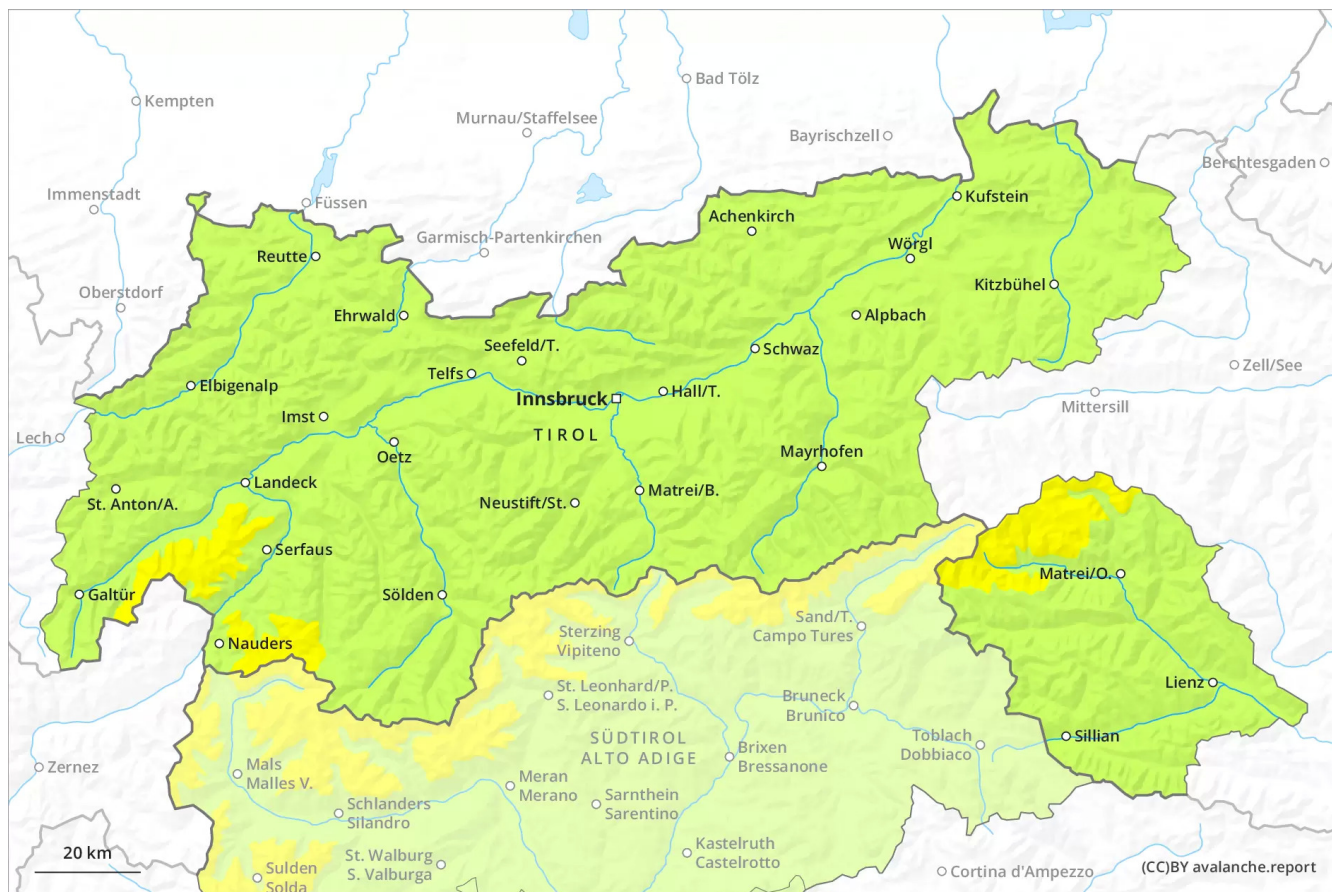 Kempten
Bad Tölz
Murnau/Staffelsee
Bayrischzell
Berchtesgaden
Immenstadt
Füssen
Kufstein
Achenkirch
Garmisch-Partenkirchen
Wörgl
Reutte
Oberstdorf
Kitzbühel
Ehrwald
Alpbach
Seefeld/T.
Schwaz
Zell/See
Telfs
Elbigenalp
Hall/T.
Innsbruck
Mittersill
Imst
TIROL
Lech
Oetz
Mayrhofen
Landeck
Matrei/B.
St. Anton/A.
Neustift/St.
Serfaus
Matrei/O.
Galtür
Sölden
Sand/T.
Campo Tures
Sterzing
Vipiteno
Nauders
Lienz
St. Leonhard/P.
S. Leonardo i. P.
Bruneck
Brunico
Toblach
Dobbiaco
Sillian
SÜDTIROL
ALTO ADIGE
Brixen
Bressanone
Zernez
Mals
Malles V.
Meran
Merano
Schlanders
Silandro
Sarnthein
Sarentino
20 km
St. Walburg
S. Valburga
Kastelruth
Castelrotto
Sulden
Solda
Cortina d'Ampezzo
(CC)BY avalanche.report